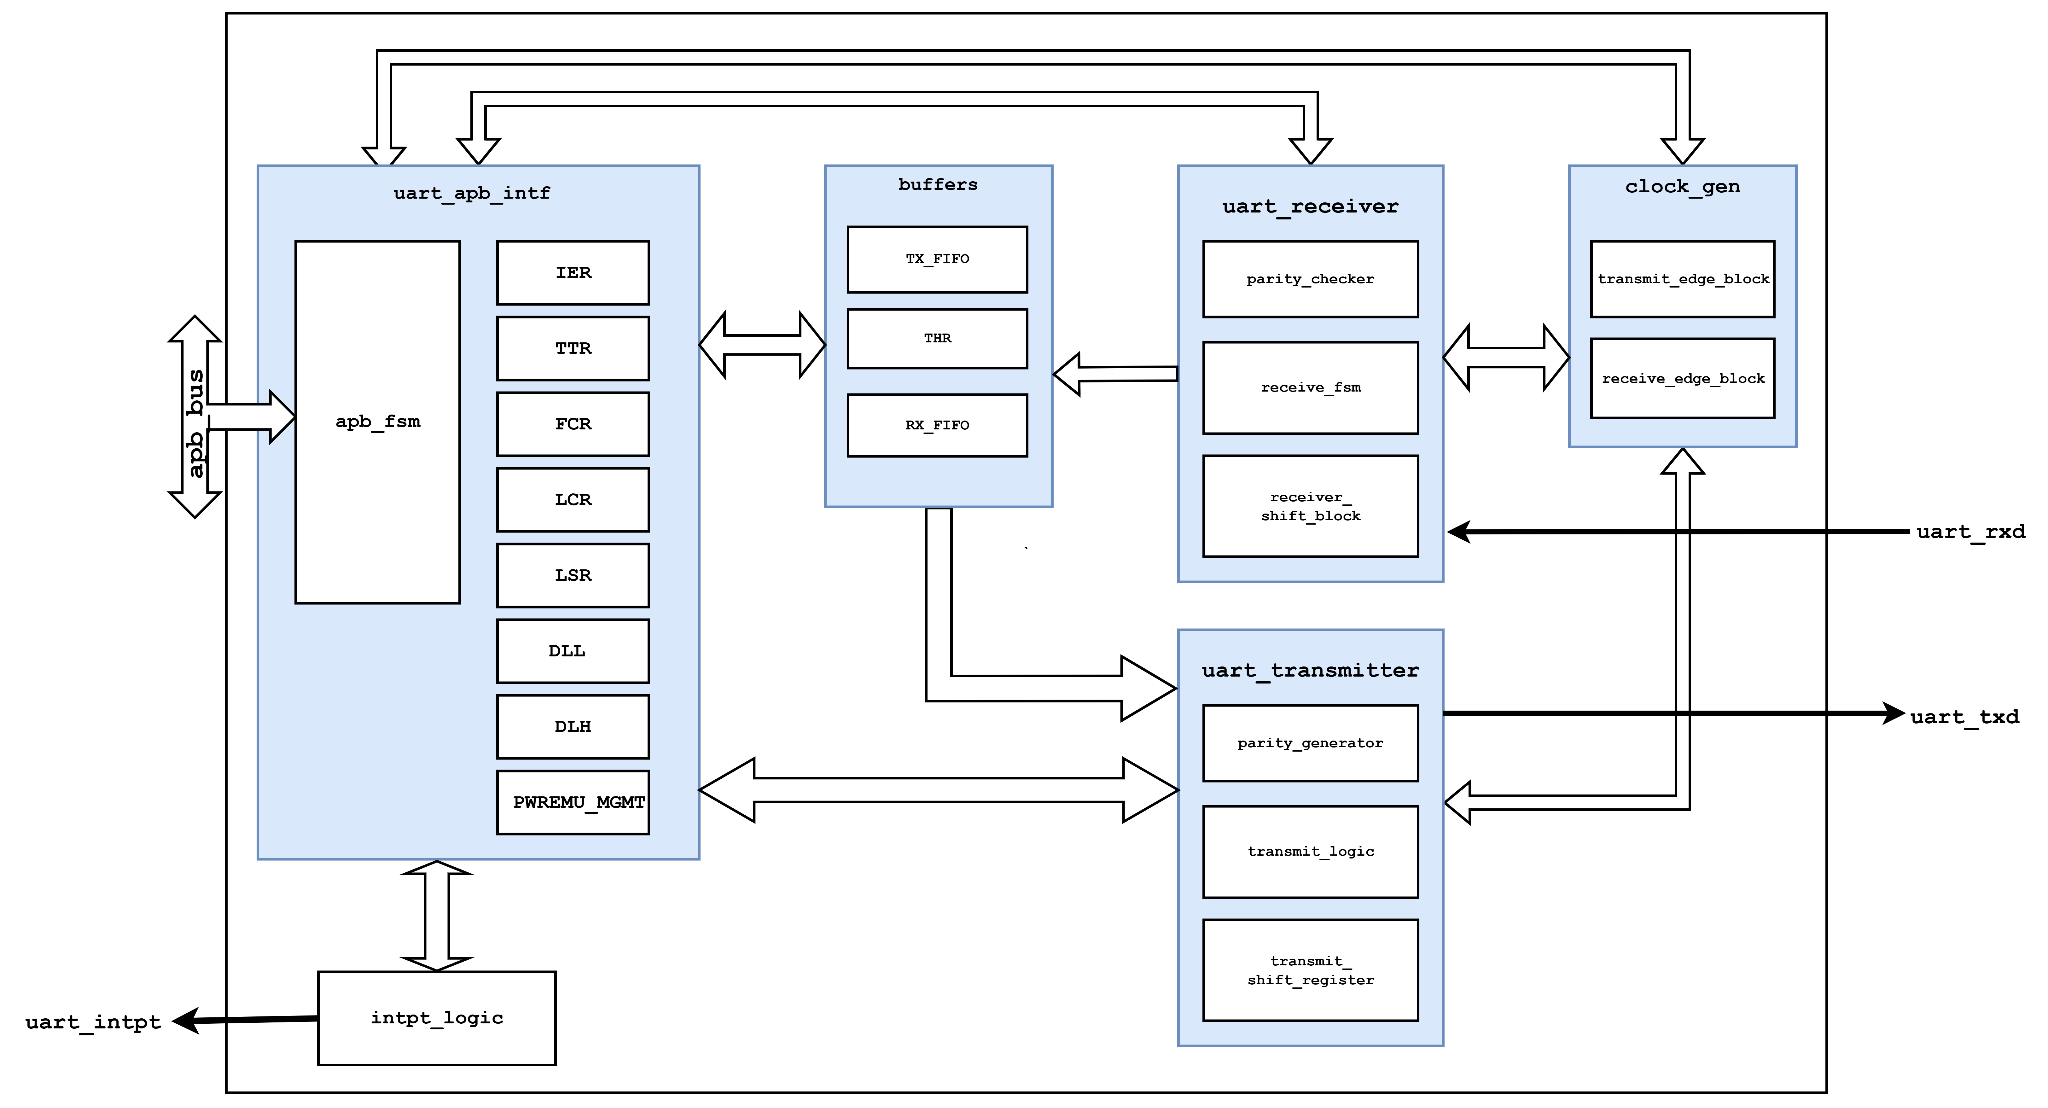 uart_apb_intf
apb_bus
apb_fsm
IER
TTR
FCR
LCR
LSR
DLL
DLH
PWREMU_MGMT
buffers
TX_FIFO
THR
RX_FIFO
uart_receiver
parity_checker
receive_fsm
receiver_
shift_block
clock_gen
transmit_edge_block
receive_edge_block
uart_rxd
uart_transmitter
uart_txd
parity_generator
transmit_logic
transmit_
shift_register
intpt_logic
uart_intpt